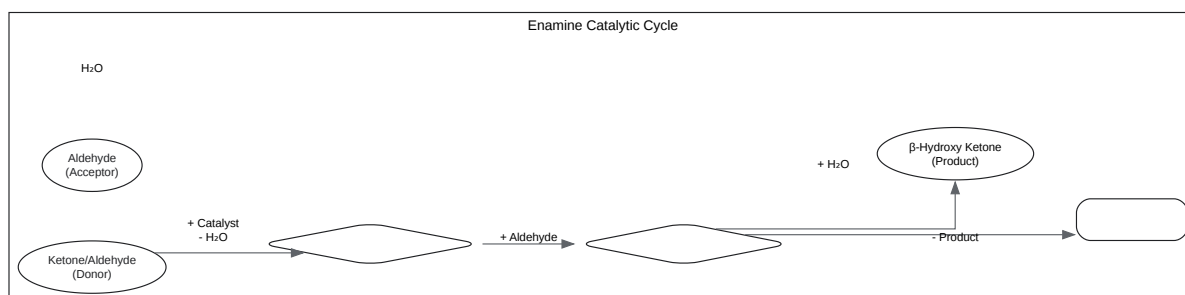 Enamine Catalytic Cycle
H₂O
Aldehyde
(Acceptor)
β-Hydroxy Ketone
(Product)
+ H₂O
+ Catalyst
- H₂O
+ Aldehyde
- Product
Ketone/Aldehyde
(Donor)